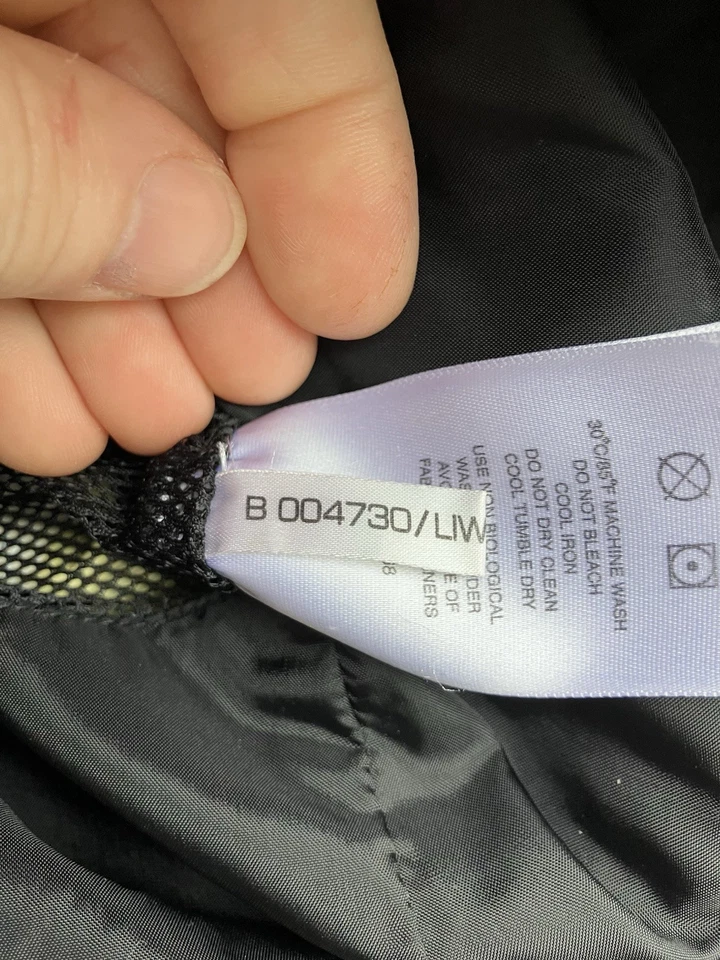 B 004730/LIW
30°C/85°F MACHINE WASH
DO NOT BLEACH
COOL IRON
DO NOT DRY CLEAN
COOL TUMBLE DRY
USE NON BIOLOGICAL